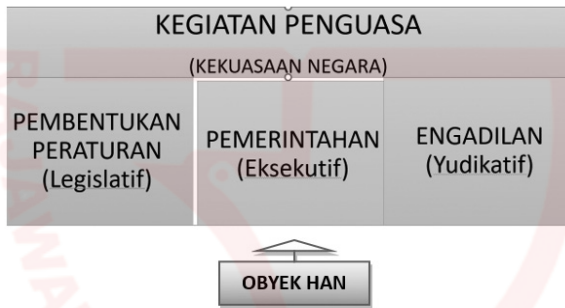 KEGIATAN PENGUASA
(KEKUASAAN NEGARA)
PEMBENTUKAN
PERATURAN
(Legislatif)
PEMERINTAHAN
(Eksekutif)
ENGADILAN
(Yudikatif)
OBYEK HAN